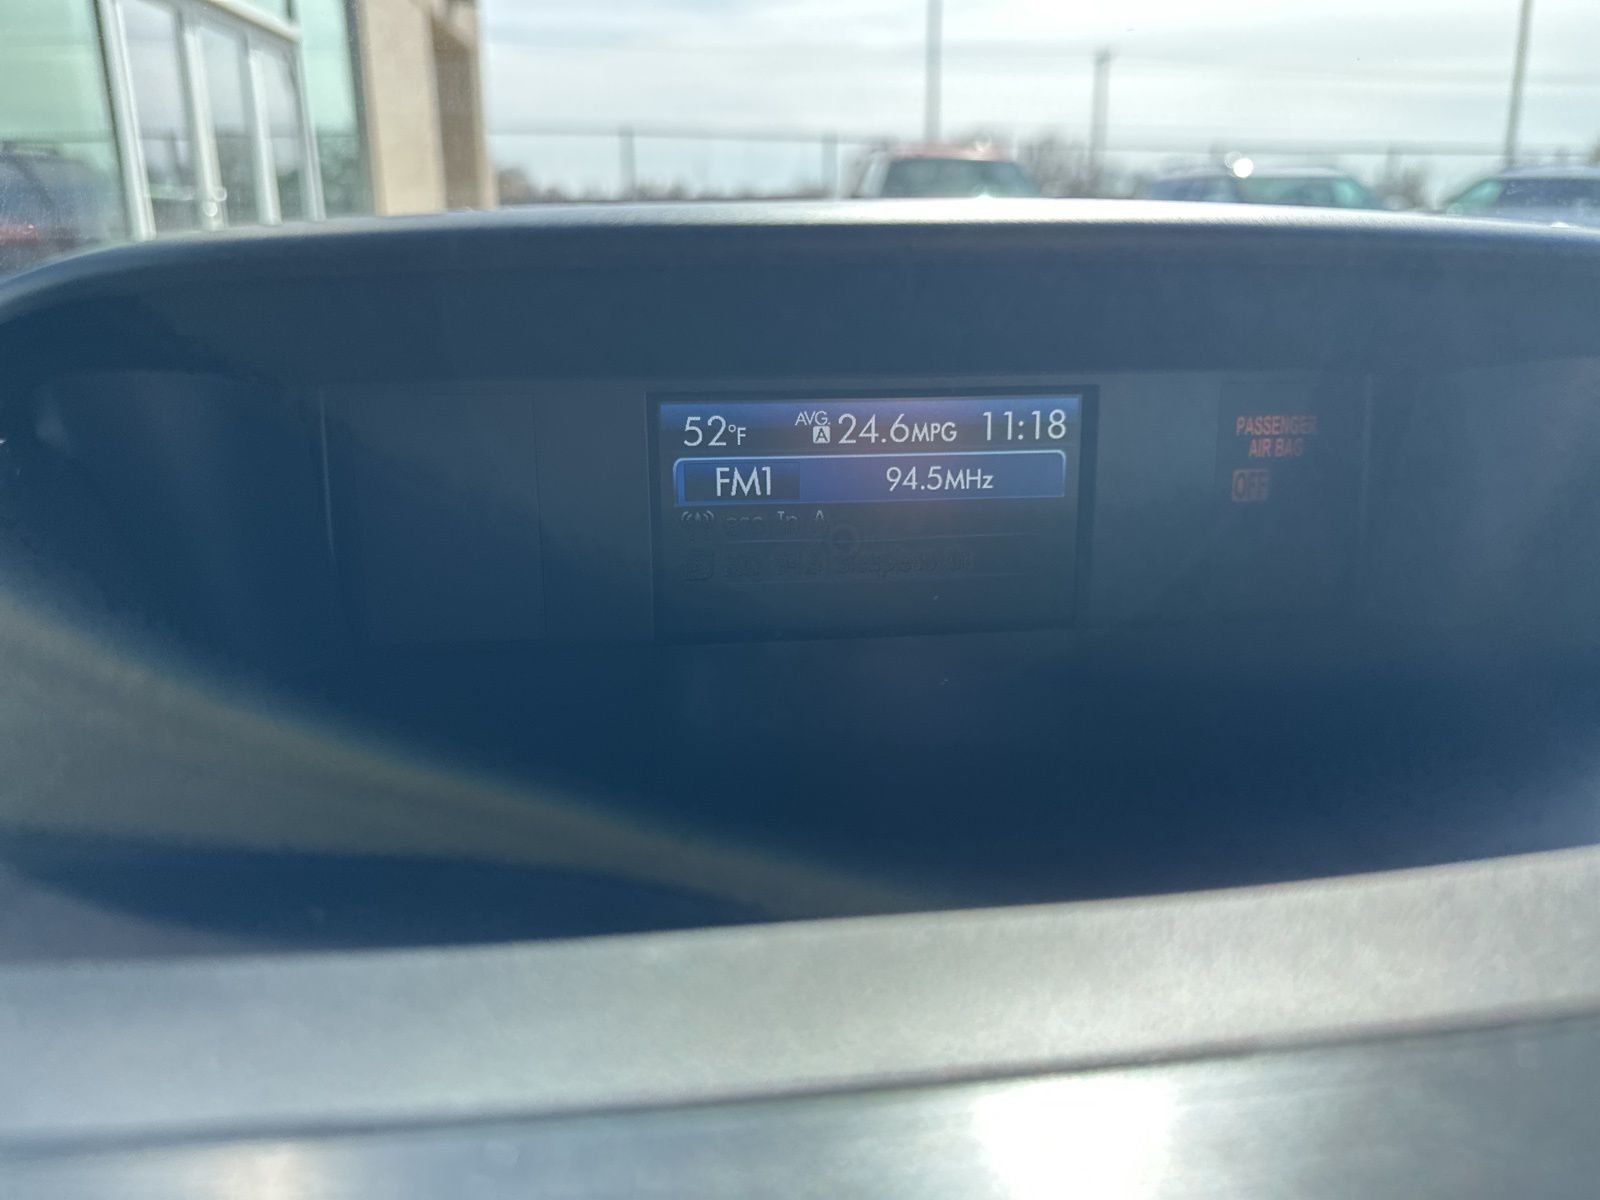 52°F AVG. A 24.6MPG 11:18
FM1 94.5MHz
PASSENGER
AIR BAG
OFF